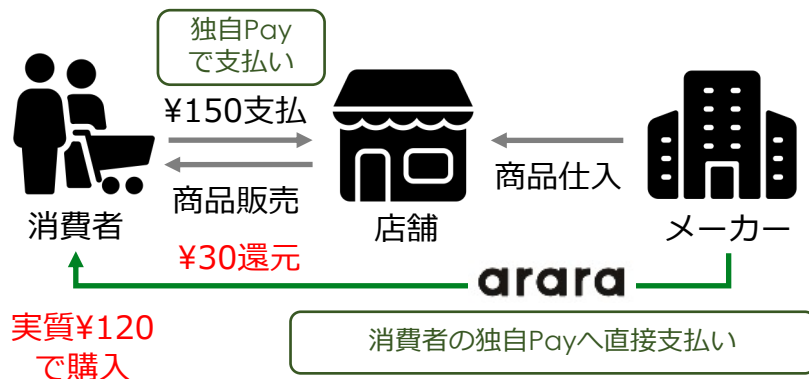 独自Pay
で支払い
¥150支払
商品販売
商品仕入
消費者
店舗
メーカー
¥30還元
arara
実質¥120
で購入
消費者の独自Payへ直接支払い